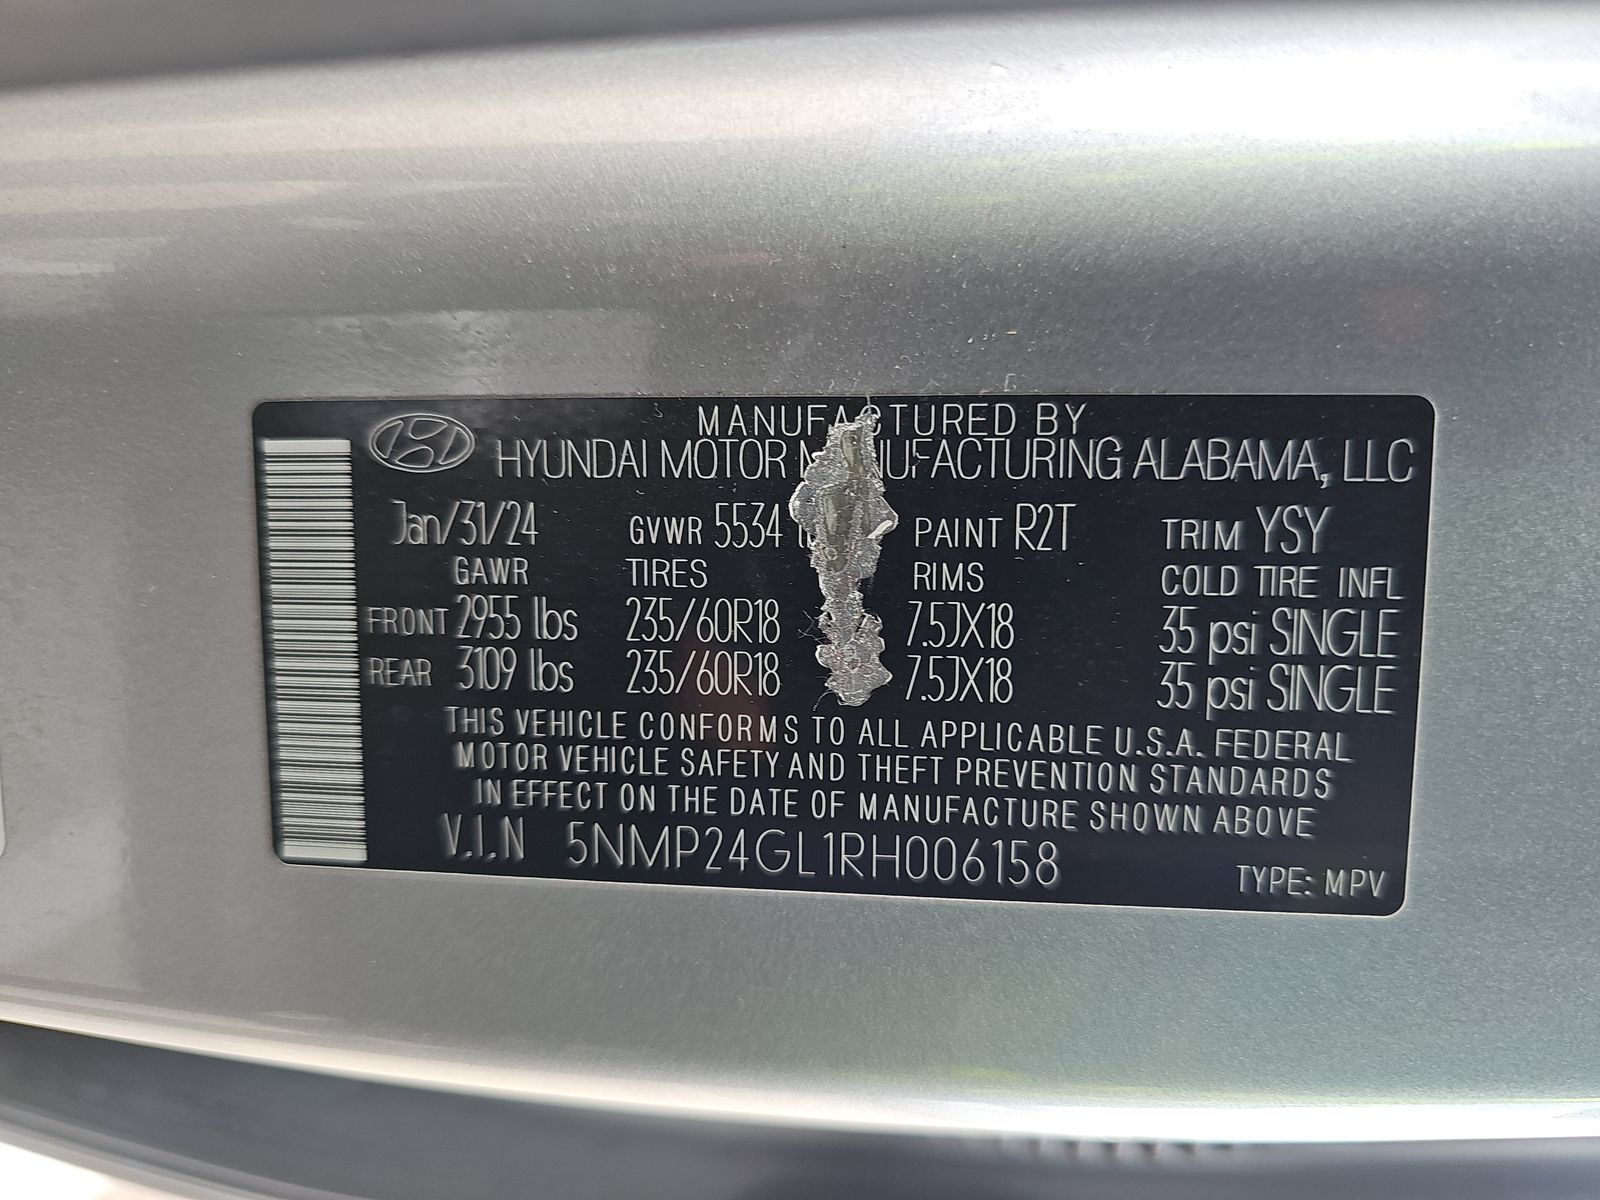 MANUFACTURED BY
HYUNDAI MOTOR MANUFACTURING ALABAMA, LLC
Jan/31/24 GVWR 5534 PAINT R2T TRIM YSY
GAWR TIRES RIMS COLD TIRE INFL
FRONT 2955 lbs 235/60R18 7.5JX18 35 psi SINGLE
REAR 3109 lbs 235/60R18 7.5JX18 35 psi SINGLE
THIS VEHICLE CONFORMS TO ALL APPLICABLE U.S.A. FEDERAL
MOTOR VEHICLE SAFETY AND THEFT PREVENTION STANDARDS
IN EFFECT ON THE DATE OF MANUFACTURE SHOWN ABOVE
V.I.N 5NMP24GL1RH006158
TYPE: MPV